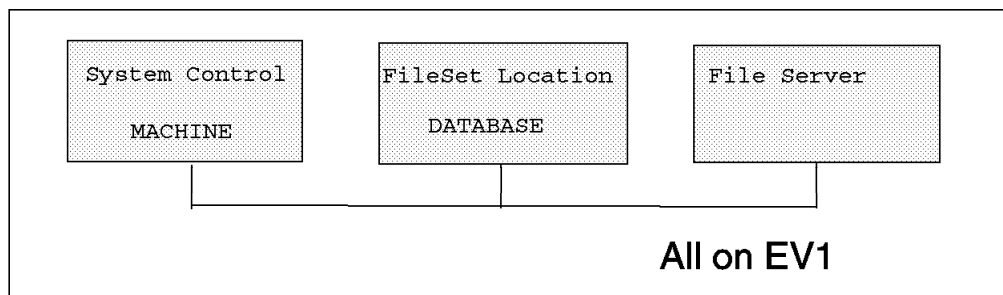 System Control
MACHINE
FileSet Location
DATABASE
File Server
All on EV1